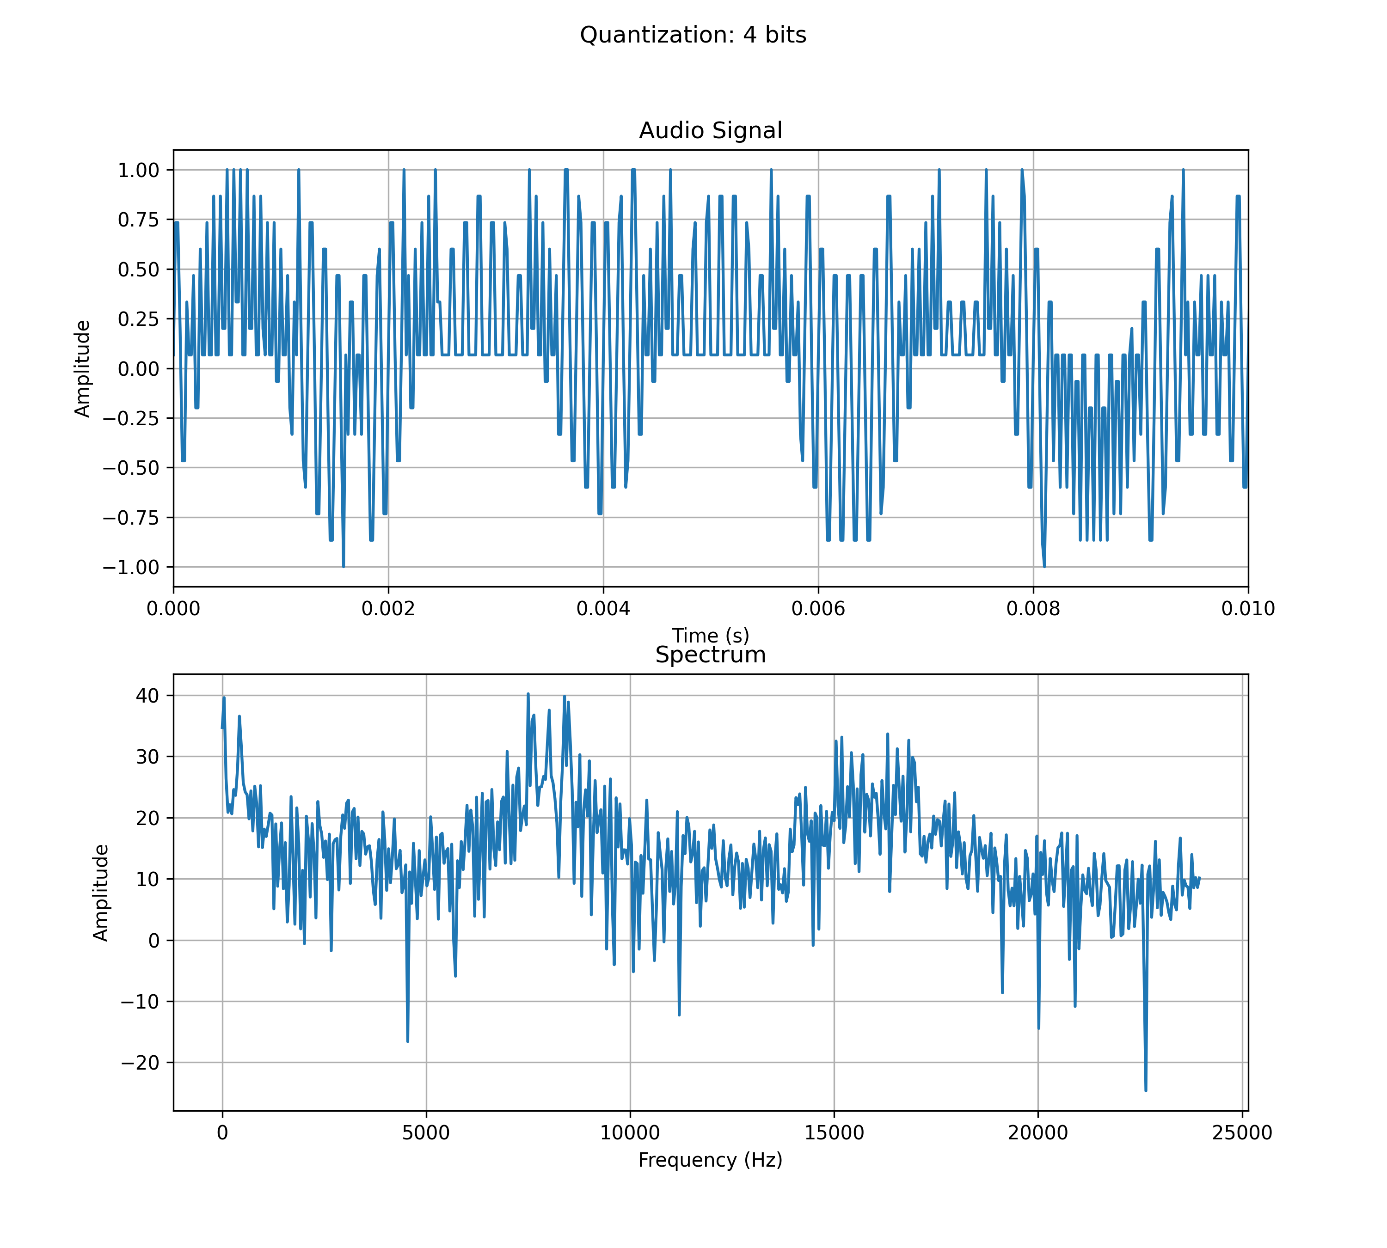 Quantization: 4 bits
Audio Signal
1.00
0.75
0.50
0.25
0.00
−0.25
−0.50
−0.75
−1.00
Amplitude
0.000 0.002 0.004 0.006 0.008 0.010
Time (s)
Spectrum
40
30
20
10
0
−10
−20
Amplitude
0 5000 10000 15000 20000 25000
Frequency (Hz)